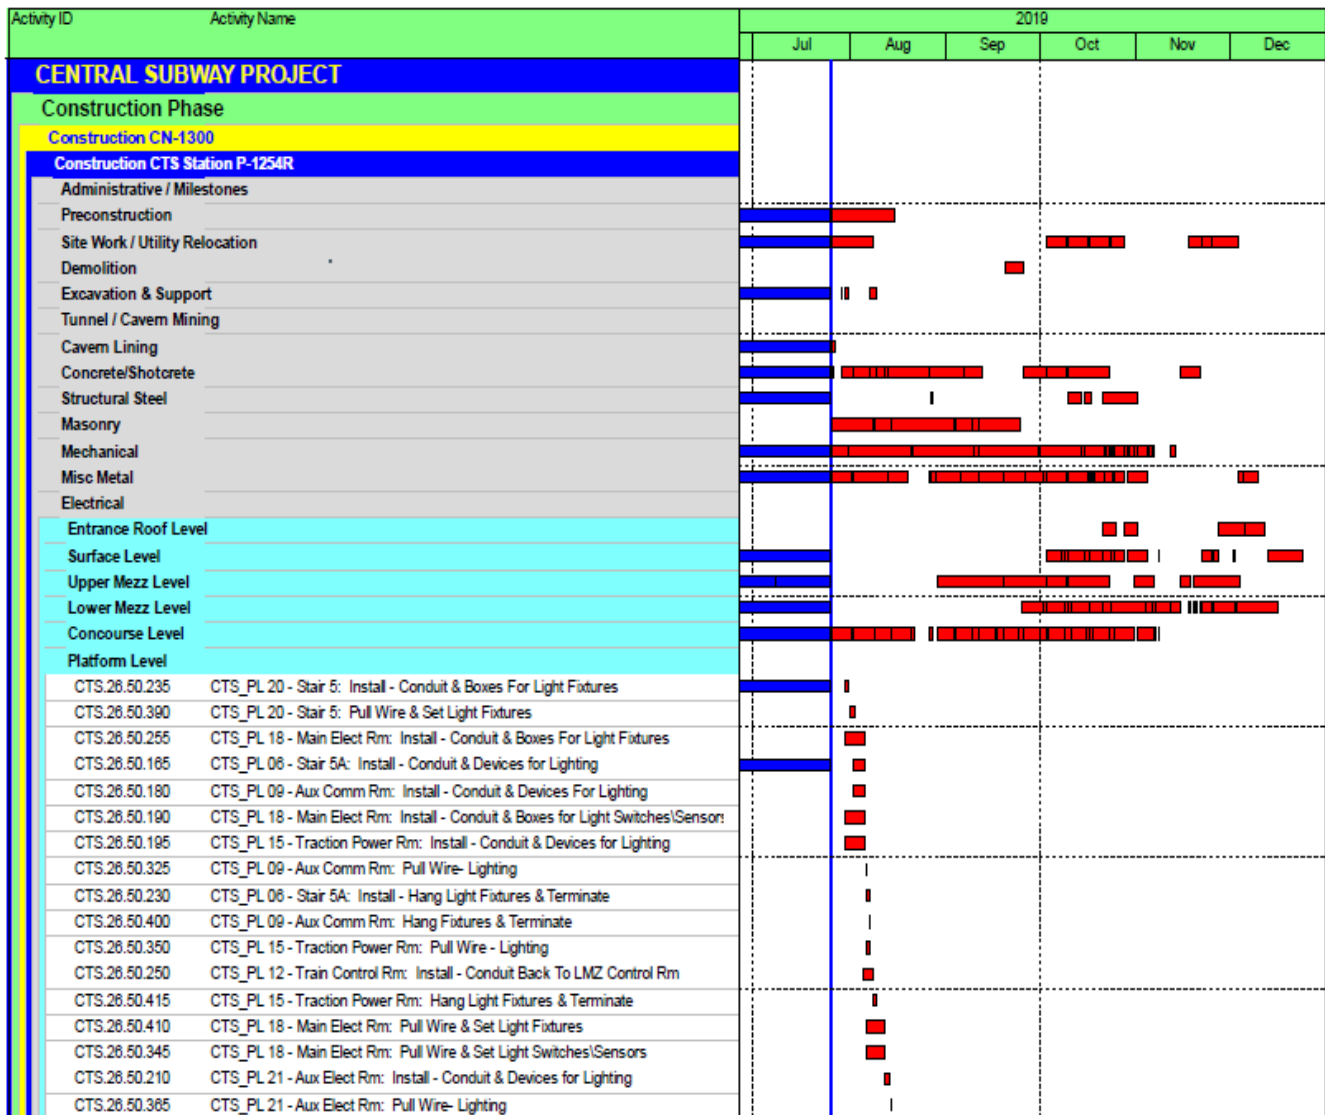 Activity ID Activity Name 2019
Jul Aug Sep Oct Nov Dec
CENTRAL SUBWAY PROJECT
Construction Phase
Construction CN-1300
Construction CTS Station P-1254R
Administrative / Milestones
Preconstruction
Site Work / Utility Relocation
Demolition
Excavation & Support
Tunnel / Cavern Mining
Cavern Lining
Concrete/Shotcrete
Structural Steel
Masonry
Mechanical
Misc Metal
Electrical
Entrance Roof Level
Surface Level
Upper Mezz Level
Lower Mezz Level
Concourse Level
Platform Level
CTS.26.50.235 CTS_PL 20 - Stair 5: Install - Conduit & Boxes For Light Fixtures
CTS.26.50.390 CTS_PL 20 - Stair 5: Pull Wire & Set Light Fixtures
CTS.26.50.255 CTS_PL 18 - Main Elect Rm: Install - Conduit & Boxes For Light Fixtures
CTS.26.50.165 CTS_PL 06 - Stair 5A: Install - Conduit & Devices for Lighting
CTS.26.50.180 CTS_PL 09 - Aux Comm Rm: Install - Conduit & Devices For Lighting
CTS.26.50.190 CTS_PL 18 - Main Elect Rm: Install - Conduit & Boxes for Light Switches\Sensors
CTS.26.50.195 CTS_PL 15 - Traction Power Rm: Install - Conduit & Devices for Lighting
CTS.26.50.325 CTS_PL 09 - Aux Comm Rm: Pull Wire- Lighting
CTS.26.50.230 CTS_PL 06 - Stair 5A: Install - Hang Light Fixtures & Terminate
CTS.26.50.400 CTS_PL 09 - Aux Comm Rm: Hang Fixtures & Terminate
CTS.26.50.350 CTS_PL 15 - Traction Power Rm: Pull Wire - Lighting
CTS.26.50.250 CTS_PL 12 - Train Control Rm: Install - Conduit Back To LMZ Control Rm
CTS.26.50.415 CTS_PL 15 - Traction Power Rm: Hang Light Fixtures & Terminate
CTS.26.50.410 CTS_PL 18 - Main Elect Rm: Pull Wire & Set Light Fixtures
CTS.26.50.345 CTS_PL 18 - Main Elect Rm: Pull Wire & Set Light Switches\Sensors
CTS.26.50.210 CTS_PL 21 - Aux Elect Rm: Install - Conduit & Devices for Lighting
CTS.26.50.365 CTS_PL 21 - Aux Elect Rm: Pull Wire- Lighting